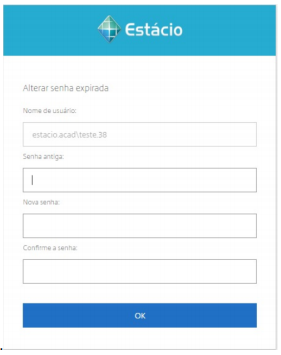 Estácio
Alterar senha expirada
Nome de usuário:
estacio.acad\teste.38
Senha antiga:
Nova senha:
Confirme a senha:
OK